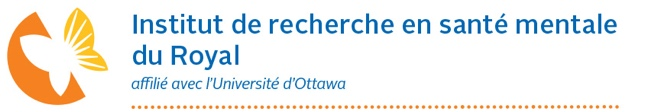 Institut de recherche en santé mentale
du Royal
affilié avec l’Université d’Ottawa